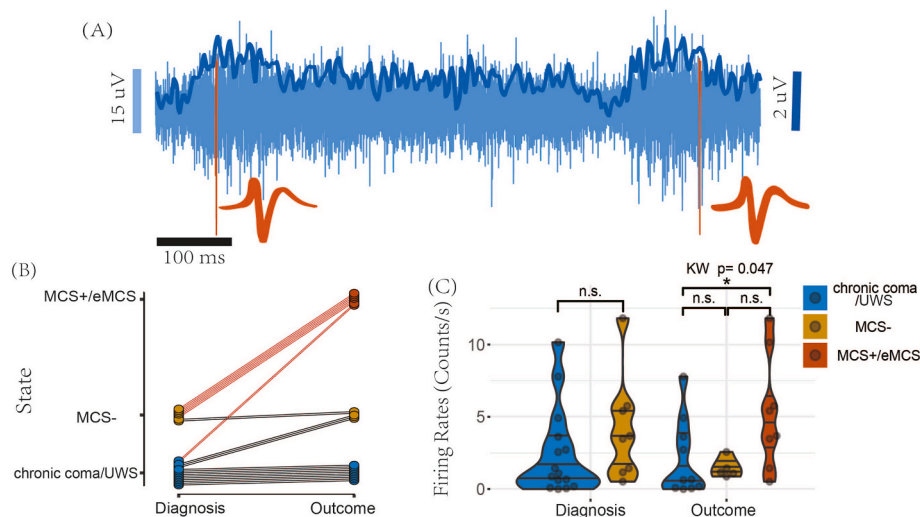 (A)
15 uV
2 uV
100 ms
(B)
MCS+/eMCS
MCS-
chronic coma/UWS
State
Diagnosis
Outcome
(C)
KW p= 0.047
*
n.s.
n.s.
n.s.
Firing Rates (Counts/s)
10
5
0
Diagnosis
Outcome
chronic coma
/UWS
MCS-
MCS+/eMCS